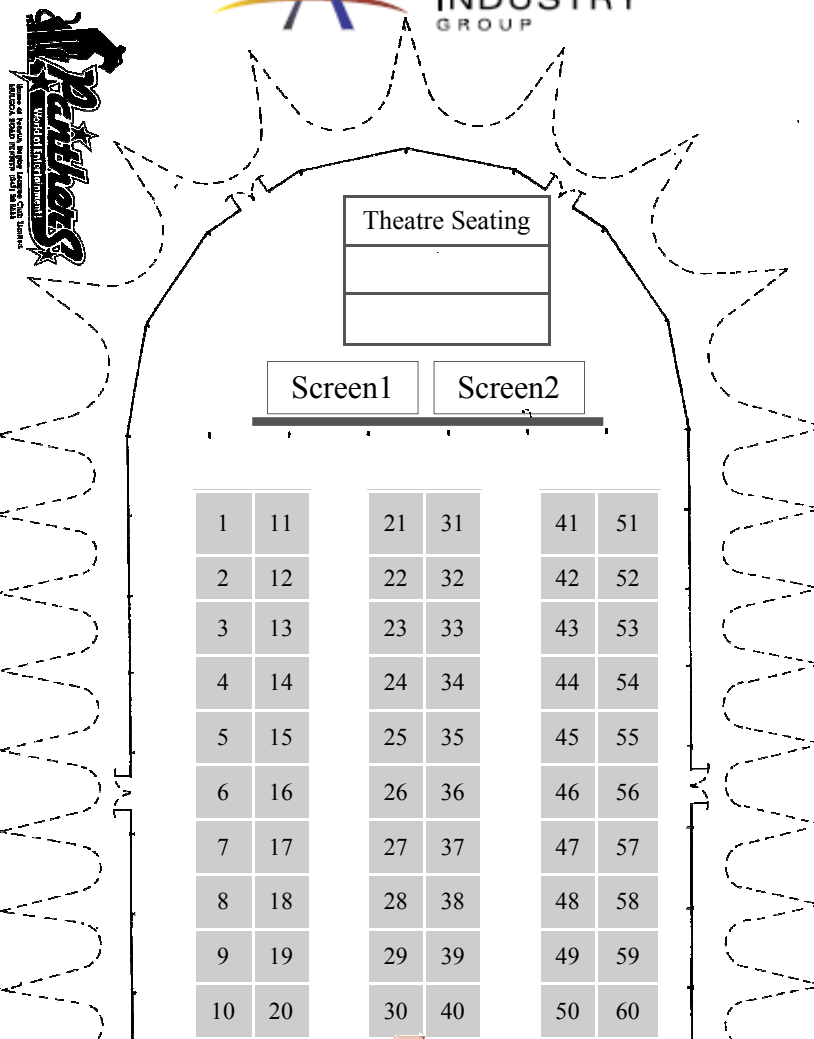 INDUSTRY
GROUP
Panthers
World of Entertainment
Theatre Seating
Screen1 Screen2
1 11 21 31 41 51
2 12 22 32 42 52
3 13 23 33 43 53
4 14 24 34 44 54
5 15 25 35 45 55
6 16 26 36 46 56
7 17 27 37 47 57
8 18 28 38 48 58
9 19 29 39 49 59
10 20 30 40 50 60